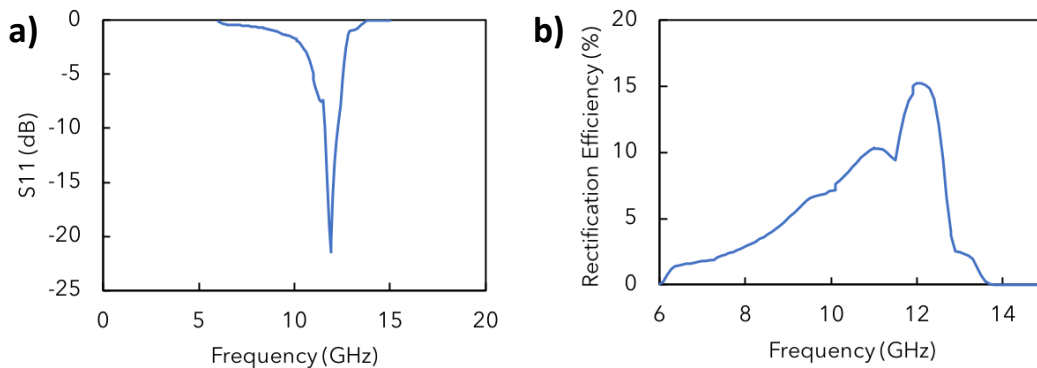 a)
0
-5
-10
-15
-20
-25
S11 (dB)
0 5 10 15 20
Frequency (GHz)
b)
20
15
10
5
0
Rectification Efficiency (%)
6 8 10 12 14
Frequency (GHz)